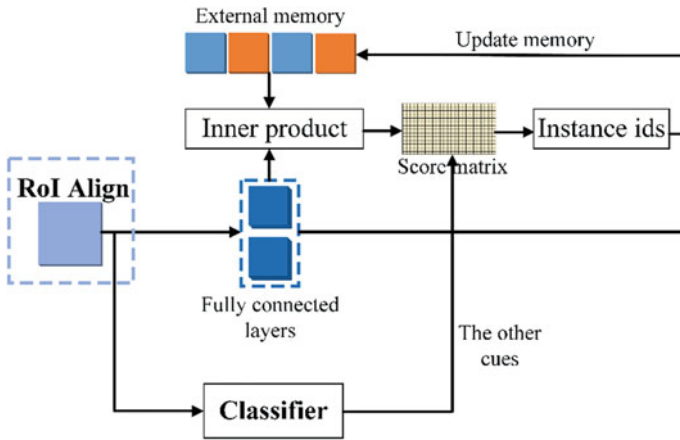 External memory
Update memory
Inner product
Score matrix
Instance ids
RoI Align
Fully connected
layers
The other
cues
Classifier